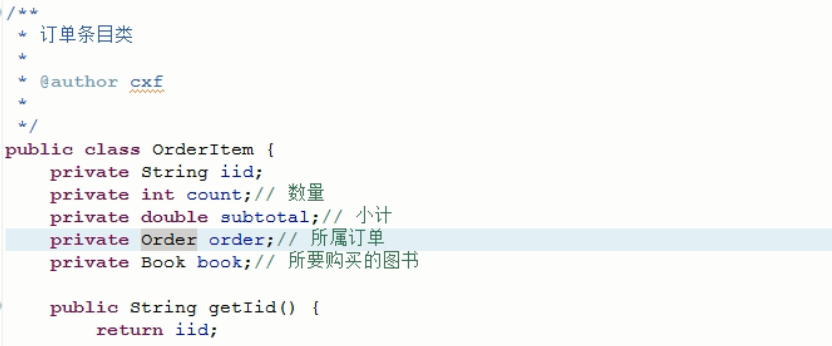 /**
 * 订单条目类
 *
 * @author cxf
 *
 */
public class OrderItem {
    private String iid;
    private int count;// 数量
    private double subtotal;// 小计
    private Order order;// 所属订单
    private Book book;// 所要购买的图书

    public String getIid() {
        return iid;